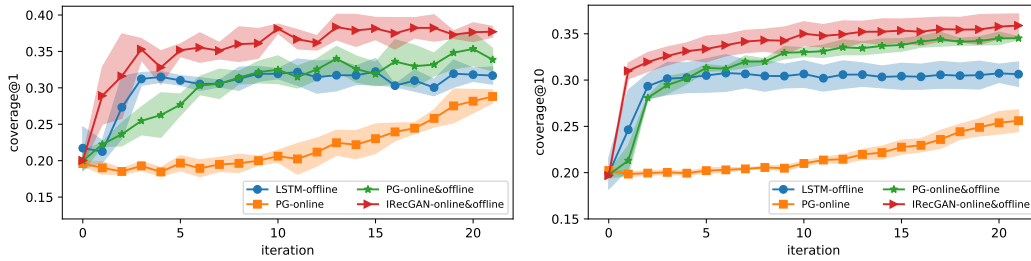 0.40
0.35
0.30
0.25
0.20
0.15
coverage@1
0 5 10 15 20
iteration
LSTM-offline
PG-online
PG-online&offline
IRecGAN-online&offline
0.35
0.30
0.25
0.20
0.15
coverage@10
0 5 10 15 20
iteration
LSTM-offline
PG-online
PG-online&offline
IRecGAN-online&offline